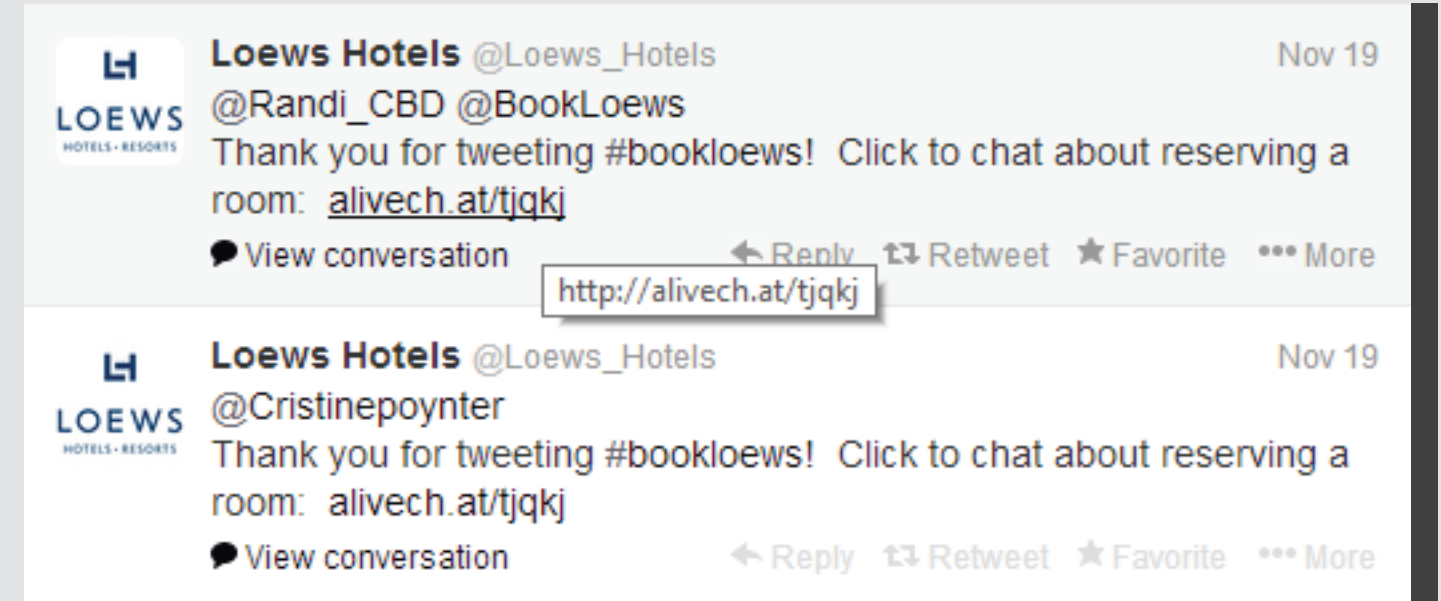 Loews Hotels @Loews_Hotels Nov 19
LOEWS
HOTELS・RESORTS
@Randi_CBD @BookLoews
Thank you for tweeting #bookloews!  Click to chat about reserving a
room:  alivech.at/tjqkj
View conversation Reply Retweet Favorite More
http://alivech.at/tjqkj
Loews Hotels @Loews_Hotels Nov 19
LOEWS
HOTELS・RESORTS
@Cristinepoynter
Thank you for tweeting #bookloews!  Click to chat about reserving a
room:  alivech.at/tjqkj
View conversation Reply Retweet Favorite More